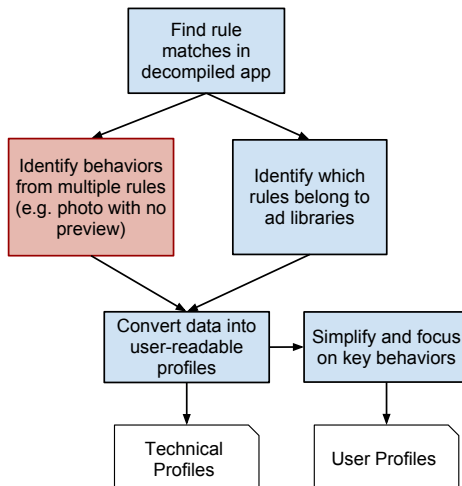 Find rule
matches in
decompiled app
Identify behaviors
from multiple rules
(e.g. photo with no
preview)
Identify which
rules belong to
ad libraries
Convert data into
user-readable
profiles
Simplify and focus
on key behaviors
Technical
Profiles
User Profiles